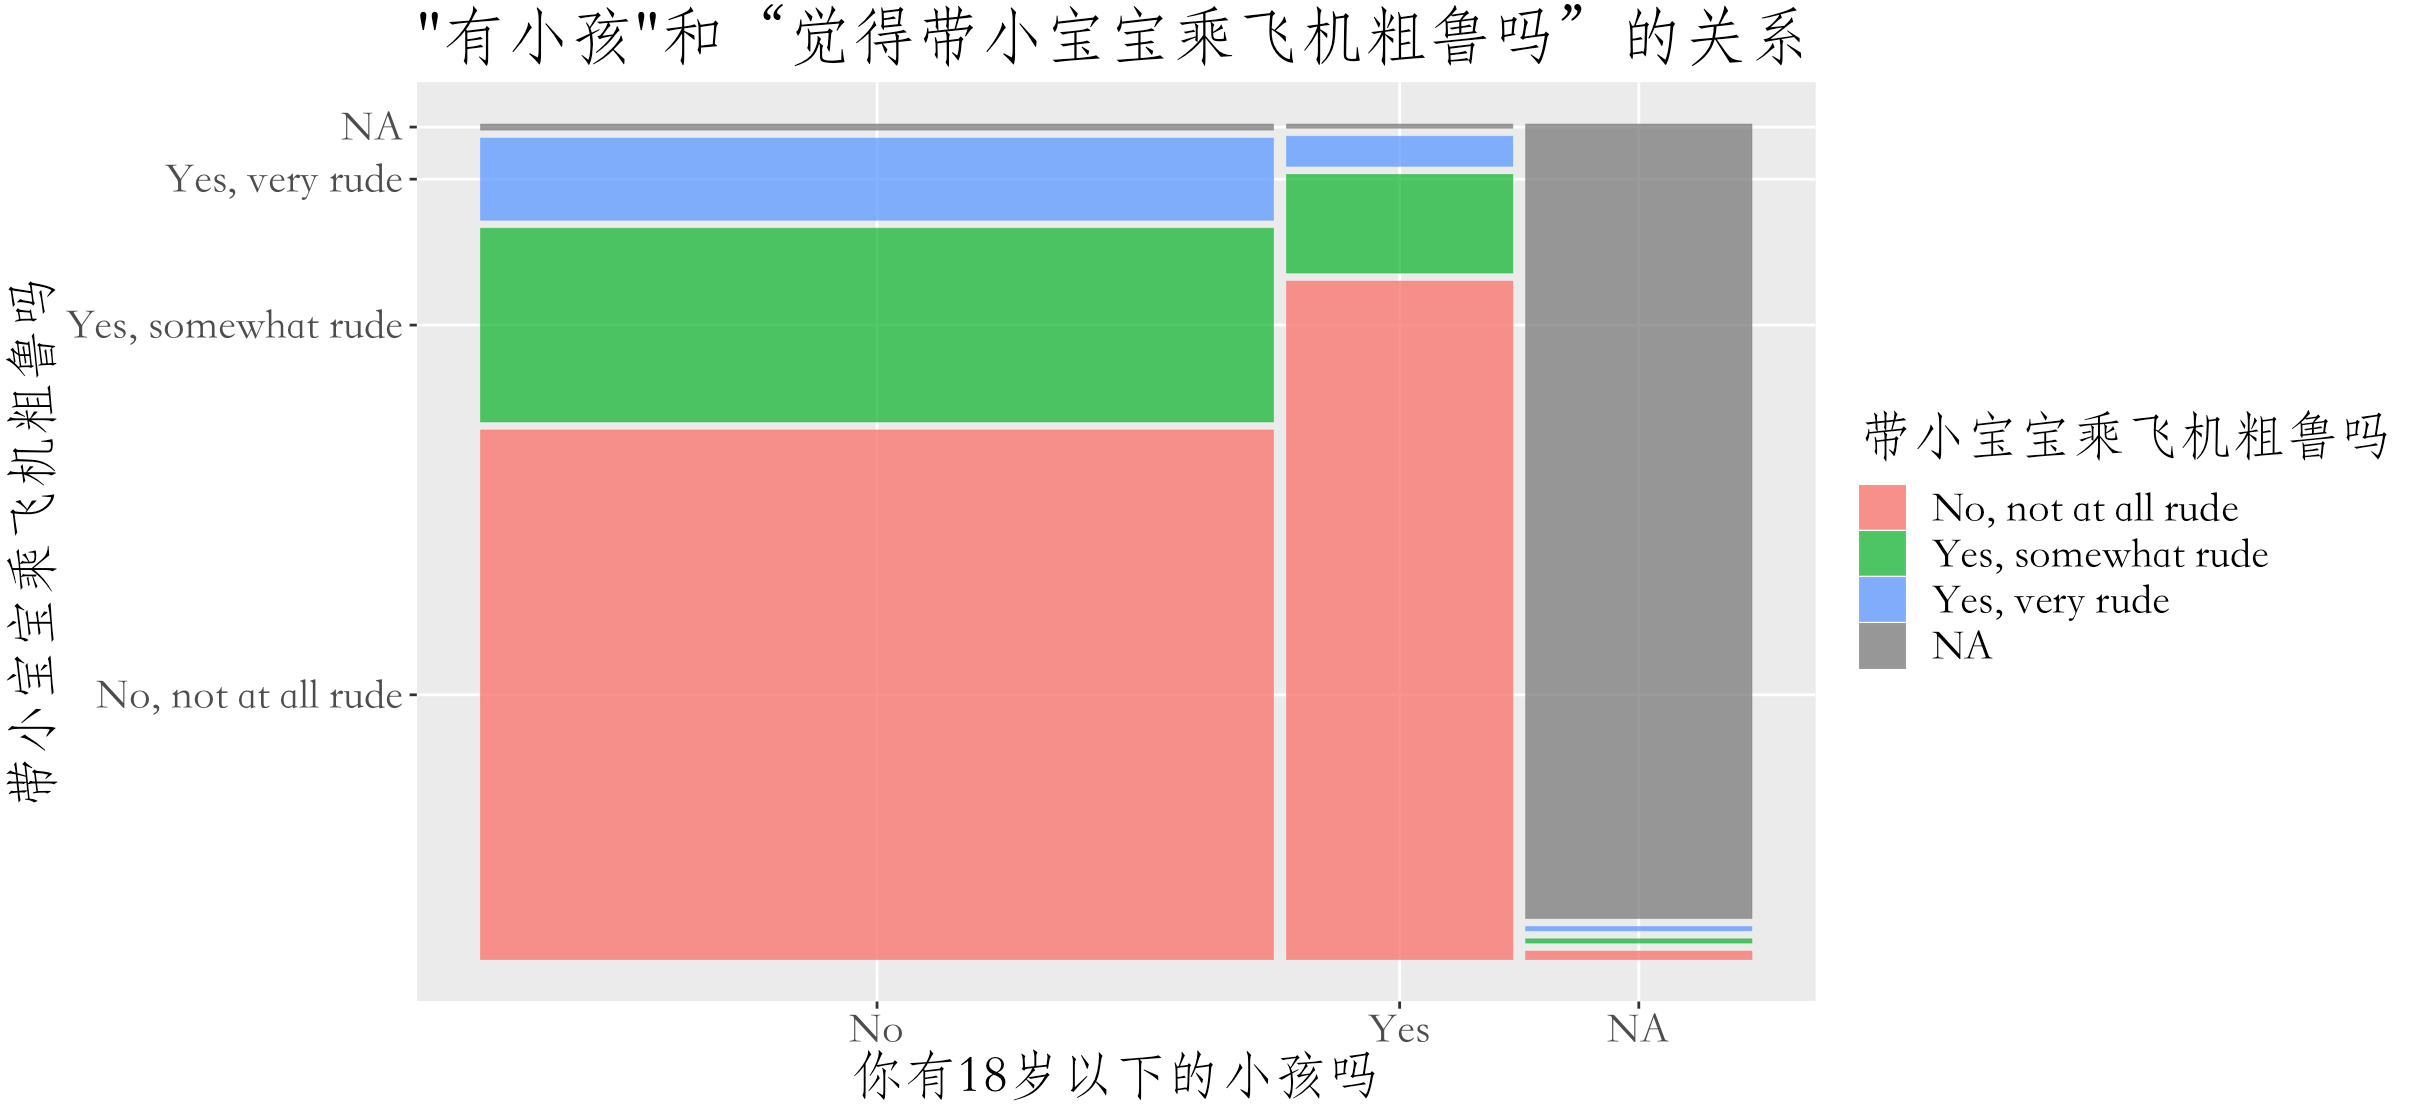 "有小孩"和“觉得带小宝宝乘飞机粗鲁吗”的关系
NA
Yes, very rude
Yes, somewhat rude
No, not at all rude
带小宝宝乘飞机粗鲁吗
No
Yes
NA
你有18岁以下的小孩吗
带小宝宝乘飞机粗鲁吗
No, not at all rude
Yes, somewhat rude
Yes, very rude
NA